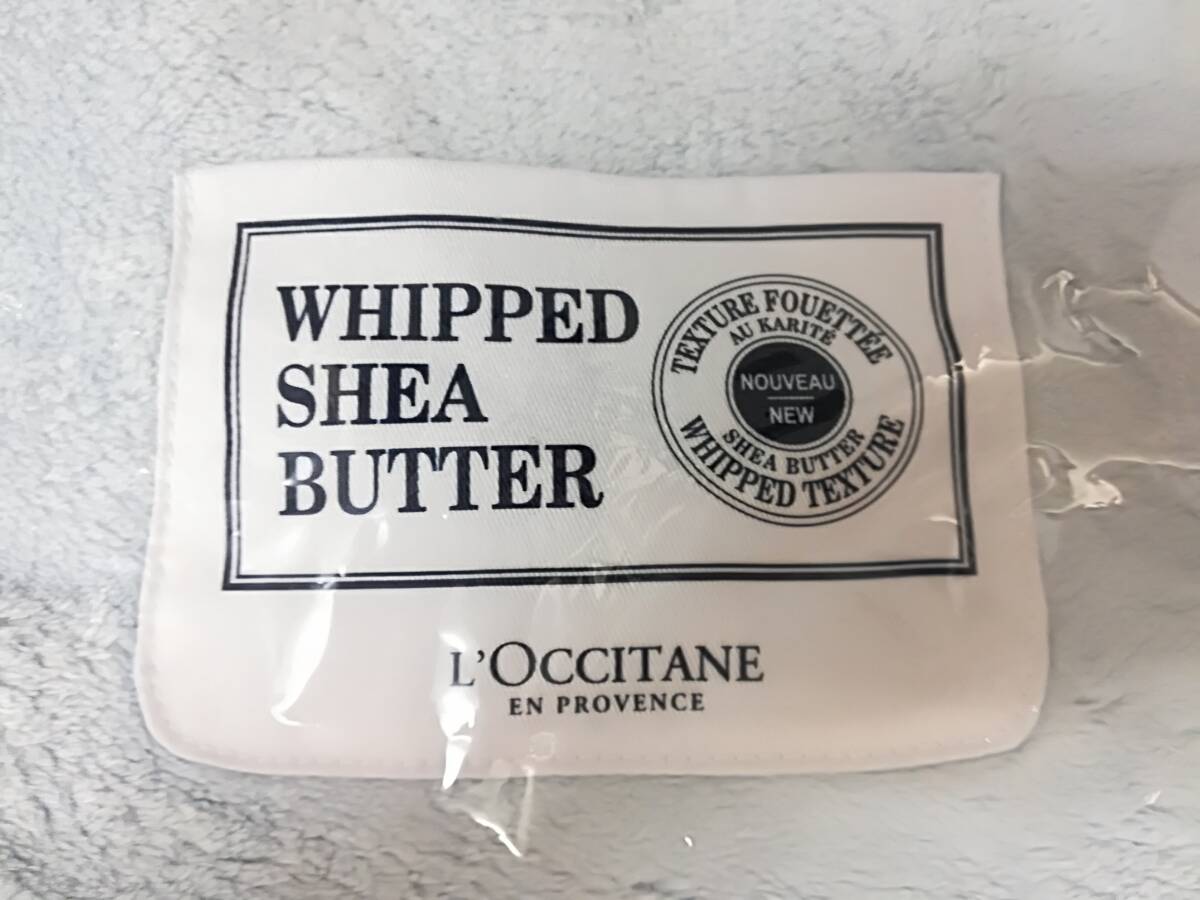 WHIPPED
SHEA
BUTTER
TEXTURE FOUETTÉE
AU KARITÉ
NOUVEAU
NEW
SHEA BUTTER
WHIPPED TEXTURE
L'OCCITANE
EN PROVENCE